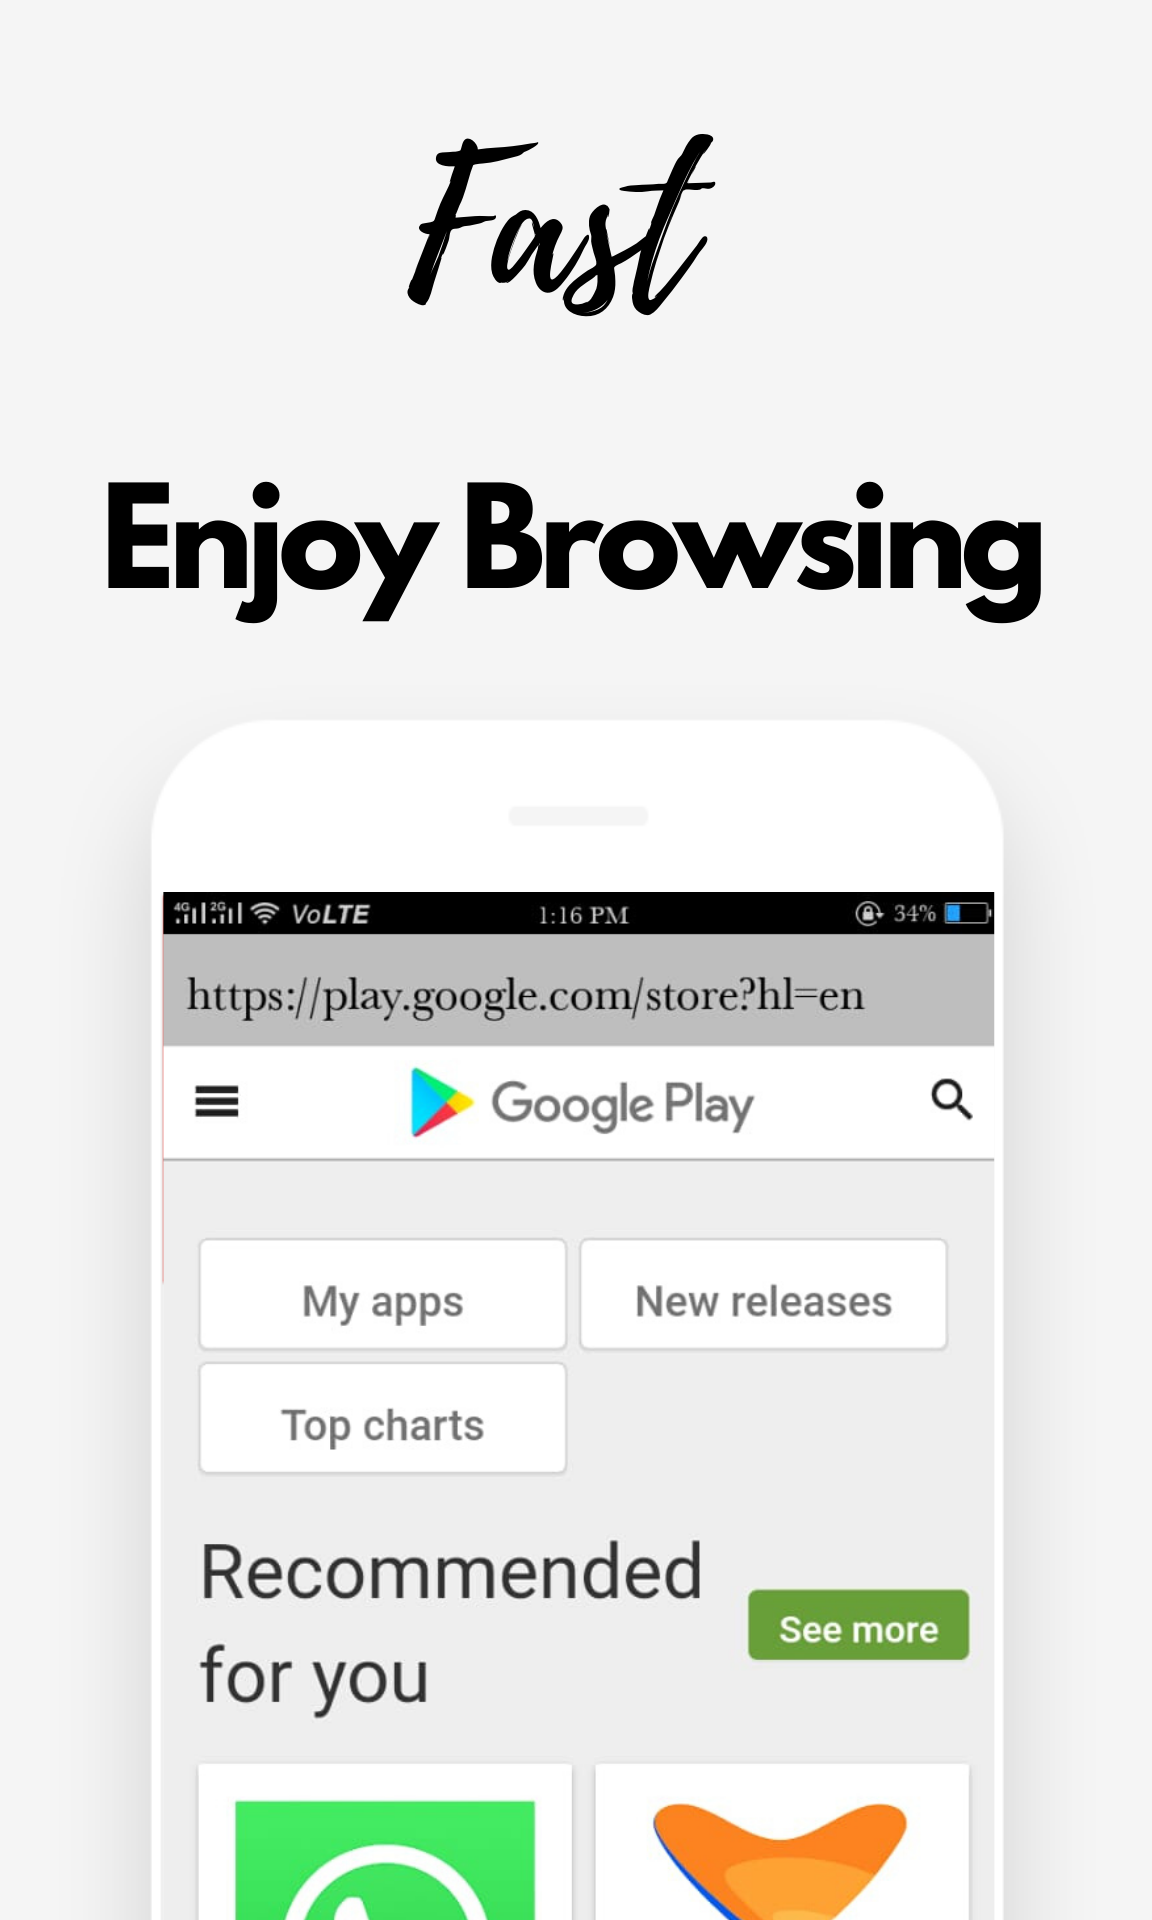 Fast
Enjoy Browsing
4G 2G VoLTE 1:16 PM 34%
https://play.google.com/store?hl=en
Google Play
My apps New releases
Top charts
Recommended
for you
See more